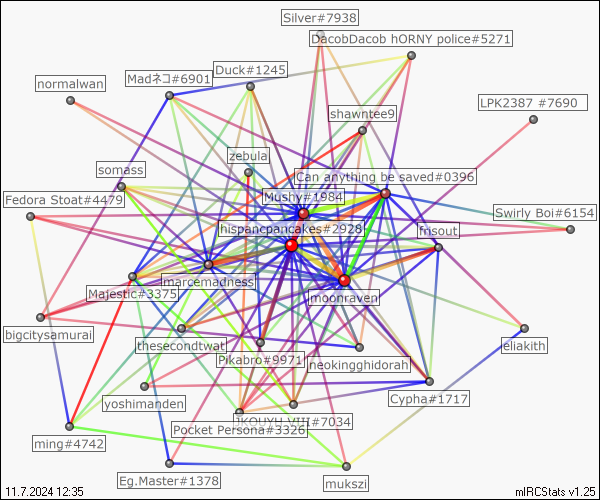 Silver#7938
DacobDacob hORNY police#5271
Duck#1245
Madネコ#6901
normalwan
LPK2387 #7690
shawntee9
zebula
somass
Can anything be saved#0396
Mushy#1984
Fedora Stoat#4479
Swirly Boi#6154
hispancpancakes#2928
fnsout
marcemadness
Majestic#3375
moonraven
bigcitysamurai
thesecondtwat
eliakith
Pikabro#9971
neokingghidorah
yoshimanden
Cypha#1717
JKOUYU VIII#7034
Pocket Persona#3326
ming#4742
Eg.Master#1378
mukszi
11.7.2024 12:35
mIRCStats v1.25